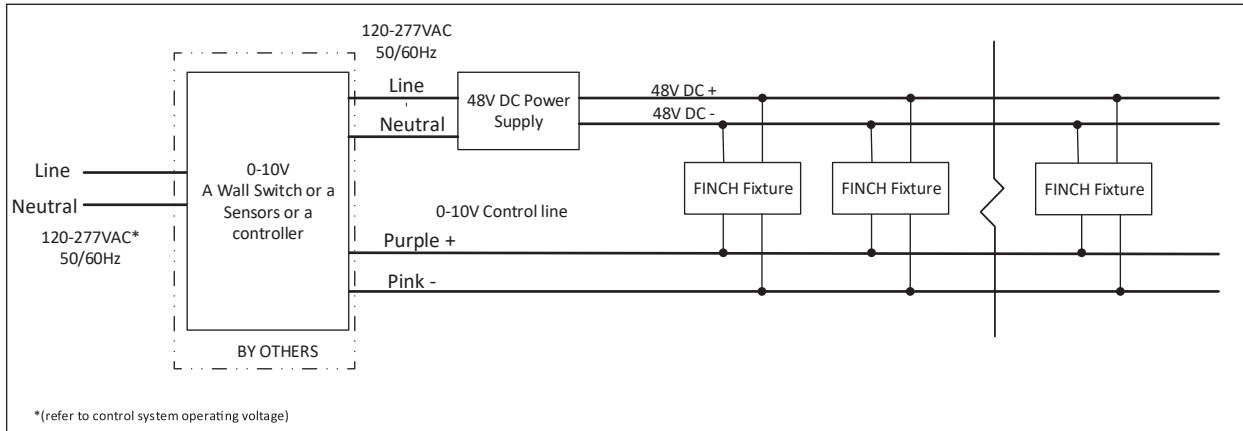 120-277VAC
50/60Hz
Line
Neutral
48V DC Power
Supply
48V DC +
48V DC -
Line
Neutral
120-277VAC*
50/60Hz
0-10V
A Wall Switch or a
Sensors or a
controller
BY OTHERS
FINCH Fixture
FINCH Fixture
FINCH Fixture
0-10V Control line
Purple +
Pink -
*(refer to control system operating voltage)